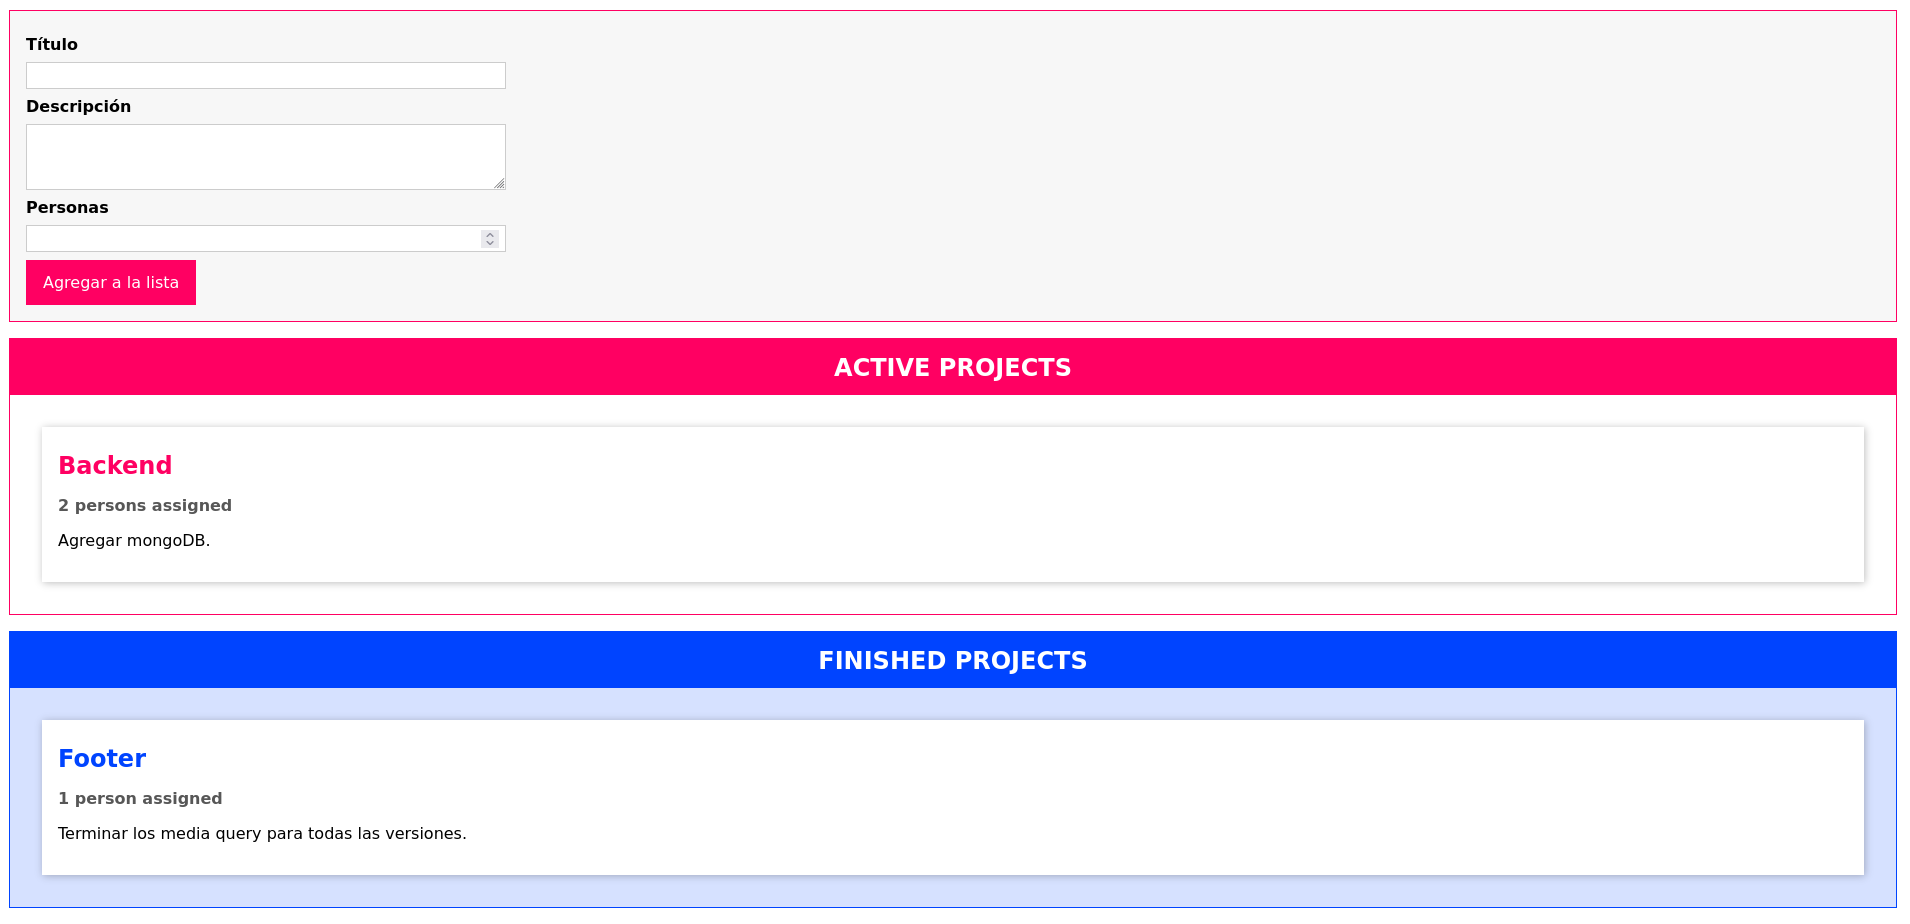 Título
Descripción
Personas
Agregar a la lista
ACTIVE PROJECTS
Backend
2 persons assigned
Agregar mongoDB.
FINISHED PROJECTS
Footer
1 person assigned
Terminar los media query para todas las versiones.